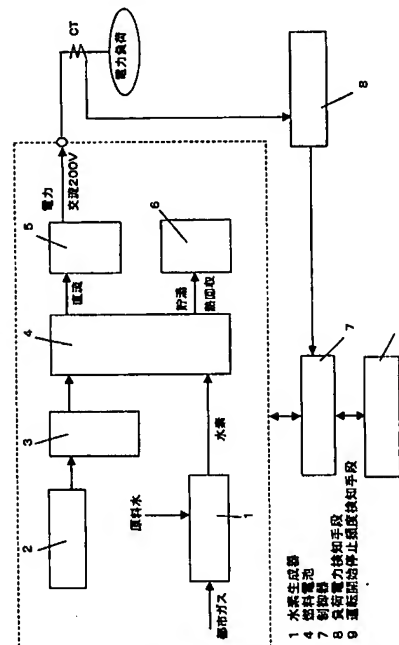 CT
電力負荷
電力
交流200V
5
6
直流
貯湯
熱回収
4
3
2
水素
原料水
1
都市ガス
8
7
1 水素生成器
4 燃料電池
7 制御器
8 負荷電力検知手段
9 運転開始停止頻度検知手段